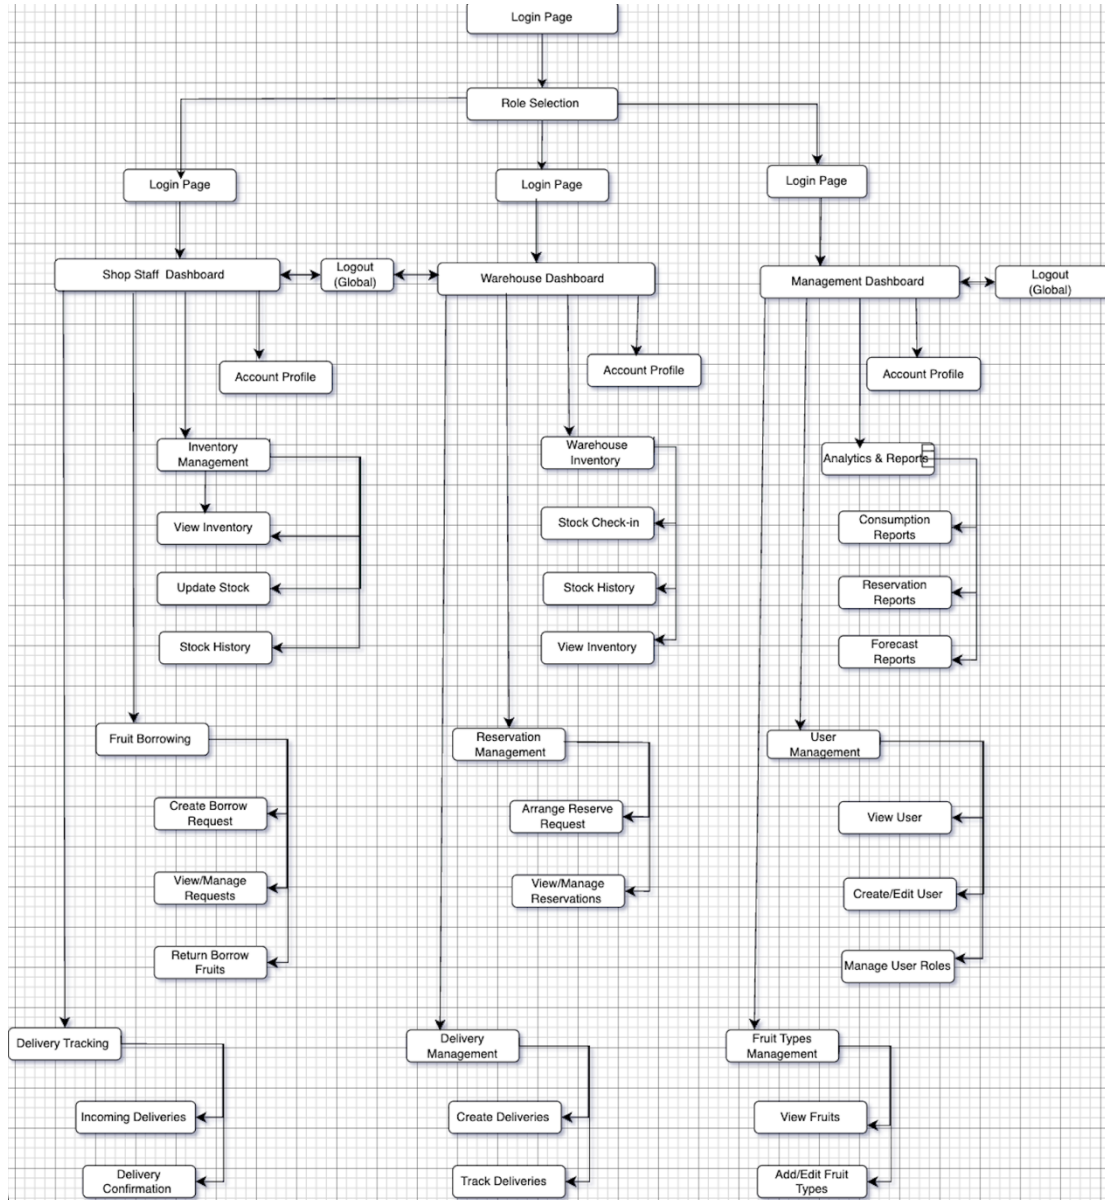 Login Page
Role Selection
Login Page
Login Page
Login Page
Shop Staff Dashboard
Logout
(Global)
Warehouse Dashboard
Management Dashboard
Logout
(Global)
Account Profile
Account Profile
Account Profile
Inventory
Management
Warehouse
Inventory
Analytics & Reports
View Inventory
Stock Check-in
Consumption
Reports
Update Stock
Stock History
Reservation
Reports
Stock History
View Inventory
Forecast
Reports
Fruit Borrowing
Reservation
Management
User
Management
Create Borrow
Request
Arrange Reserve
Request
View User
View/Manage
Requests
View/Manage
Reservations
Create/Edit User
Return Borrow
Fruits
Manage User Roles
Delivery Tracking
Delivery
Management
Fruit Types
Management
Incoming Deliveries
Create Deliveries
View Fruits
Delivery
Confirmation
Track Deliveries
Add/Edit Fruit
Types